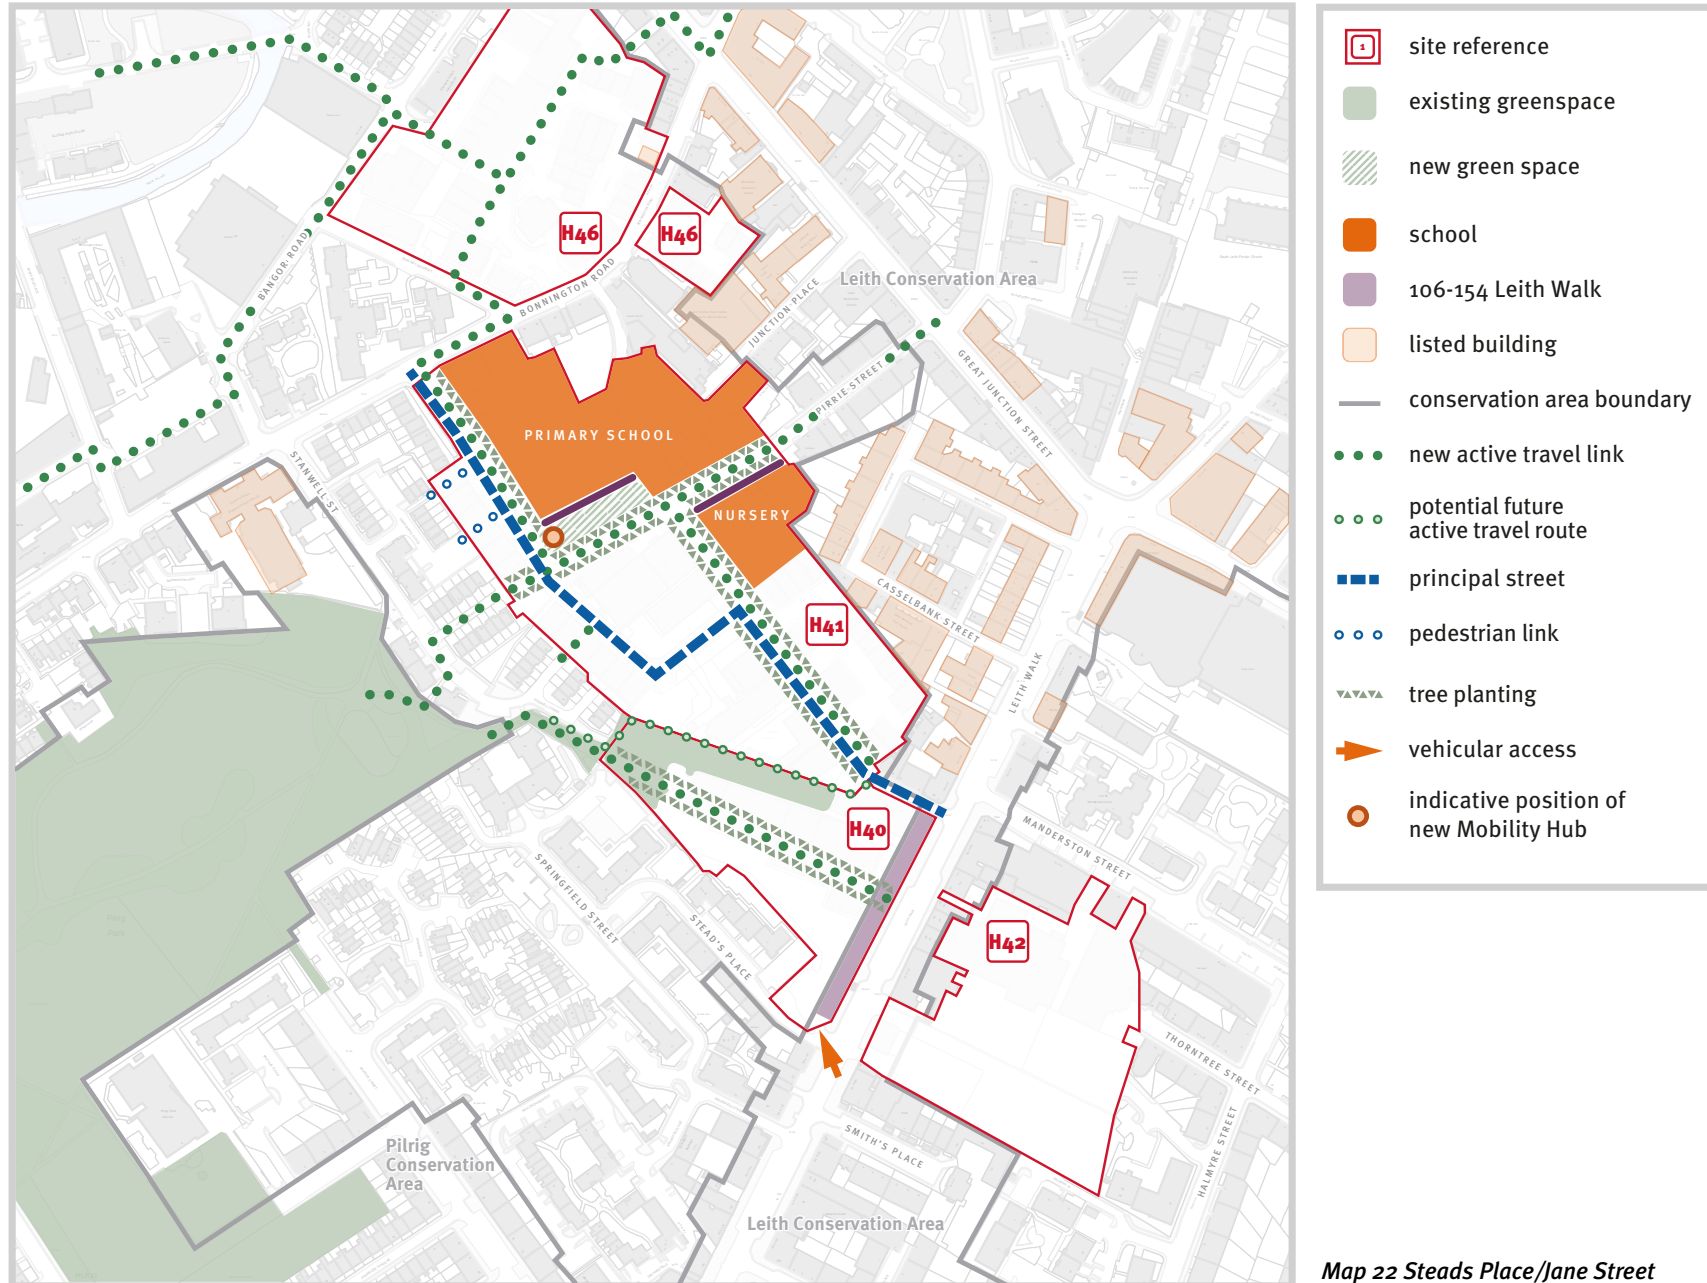 H46
H46
BANGOR ROAD
BONNINGTON ROAD
Leith Conservation Area
JUNCTION PLACE
PIRRIE STREET
GREAT JUNCTION STREET
PRIMARY SCHOOL
STANWELL ST
NURSERY
CASSELBANK STREET
H41
LEITH WALK
H40
MANDERSTON STREET
SPRINGFIELD STREET
STEAD'S PLACE
H42
THORNTREE STREET
SMITH'S PLACE
HALMYRE STREET
Pilrig
Conservation
Area
Leith Conservation Area
1
site reference
existing greenspace
new green space
school
106-154 Leith Walk
listed building
conservation area boundary
new active travel link
potential future
active travel route
principal street
pedestrian link
tree planting
vehicular access
indicative position of
new Mobility Hub
Map 22 Steads Place/Jane Street